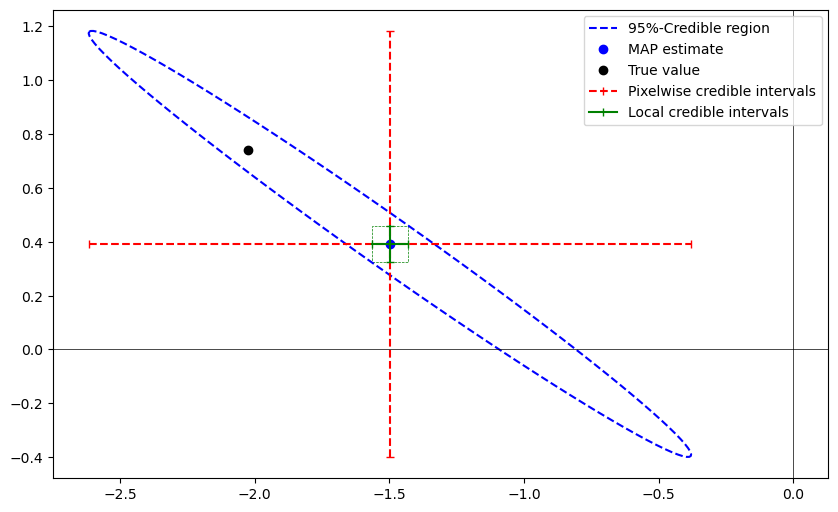 95%-Credible region
MAP estimate
True value
Pixelwise credible intervals
Local credible intervals
1.2
1.0
0.8
0.6
0.4
0.2
0.0
−0.2
−0.4
−2.5 −2.0 −1.5 −1.0 −0.5 0.0